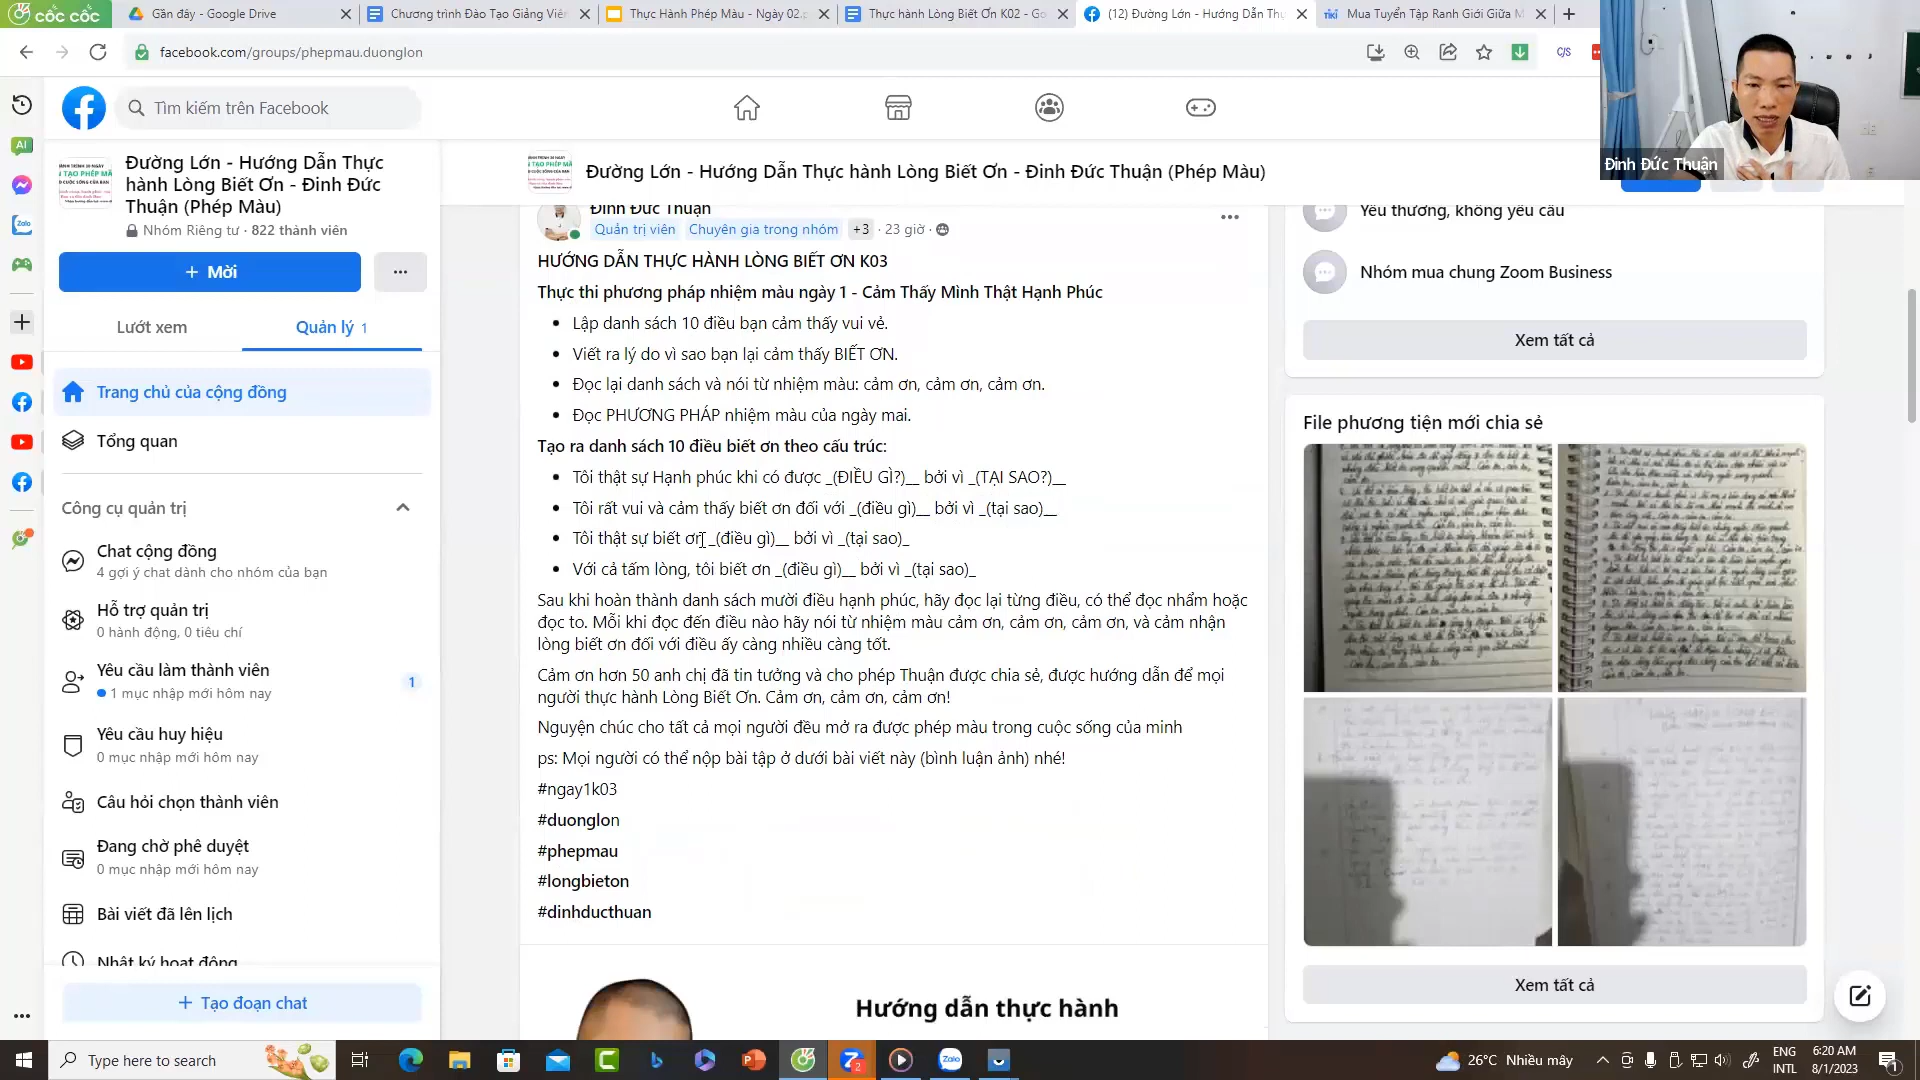 cốc cốc
Gần đây - Google Drive
Chương trình Đào Tạo Giảng Viên
Thực Hành Phép Màu - Ngày 02.p
Thực hành Lòng Biết Ơn K02 - Go
(12) Đường Lớn - Hướng Dẫn Thự
TIKI
Mua Tuyển Tập Ranh Giới Giữa M
facebook.com/groups/phepmau.duonglon
C/S
Tìm kiếm trên Facebook
Đinh Đức Thuận
AI
Zalo
Đường Lớn - Hướng Dẫn Thực
hành Lòng Biết Ơn - Đinh Đức
Thuận (Phép Màu)
Nhóm Riêng tư · 822 thành viên
+ Mời
Lướt xem
Quản lý 1
Trang chủ của cộng đồng
Tổng quan
Công cụ quản trị
Chat cộng đồng
4 gợi ý chat dành cho nhóm của bạn
Hỗ trợ quản trị
0 hành động, 0 tiêu chí
Yêu cầu làm thành viên
1 mục nhập mới hôm nay
1
Yêu cầu huy hiệu
0 mục nhập mới hôm nay
Câu hỏi chọn thành viên
Đang chờ phê duyệt
0 mục nhập mới hôm nay
Bài viết đã lên lịch
Nhật ký hoạt động
+ Tạo đoạn chat
Đường Lớn - Hướng Dẫn Thực hành Lòng Biết Ơn - Đinh Đức Thuận (Phép Màu)
Đinh Đức Thuận
Quản trị viên Chuyên gia trong nhóm +3 · 23 giờ ·
HƯỚNG DẪN THỰC HÀNH LÒNG BIẾT ƠN K03
Thực thi phương pháp nhiệm màu ngày 1 - Cảm Thấy Mình Thật Hạnh Phúc
• Lập danh sách 10 điều bạn cảm thấy vui vẻ.
• Viết ra lý do vì sao bạn lại cảm thấy BIẾT ƠN.
• Đọc lại danh sách và nói từ nhiệm màu: cảm ơn, cảm ơn, cảm ơn.
• Đọc PHƯƠNG PHÁP nhiệm màu của ngày mai.
Tạo ra danh sách 10 điều biết ơn theo cấu trúc:
• Tôi thật sự Hạnh phúc khi có được _(ĐIỀU GÌ?)__ bởi vì _(TẠI SAO?)__
• Tôi rất vui và cảm thấy biết ơn đối với _(điều gì)__ bởi vì _(tại sao)__
• Tôi thật sự biết ơn _(điều gì)__ bởi vì _(tại sao)_
• Với cả tấm lòng, tôi biết ơn _(điều gì)__ bởi vì _(tại sao)_
Sau khi hoàn thành danh sách mười điều hạnh phúc, hãy đọc lại từng điều, có thể đọc nhẩm hoặc
đọc to. Mỗi khi đọc đến điều nào hãy nói từ nhiệm màu cảm ơn, cảm ơn, cảm ơn, và cảm nhận
lòng biết ơn đối với điều ấy càng nhiều càng tốt.
Cảm ơn hơn 50 anh chị đã tin tưởng và cho phép Thuận được chia sẻ, được hướng dẫn để mọi
người thực hành Lòng Biết Ơn. Cảm ơn, cảm ơn, cảm ơn!
Nguyện chúc cho tất cả mọi người đều mở ra được phép màu trong cuộc sống của minh
ps: Mọi người có thể nộp bài tập ở dưới bài viết này (bình luận ảnh) nhé!
#ngay1k03
#duonglon
#phepmau
#longbieton
#dinhducthuan
Hướng dẫn thực hành
Yêu thương, không yêu cầu
Nhóm mua chung Zoom Business
Xem tất cả
File phương tiện mới chia sẻ
Xem tất cả
Type here to search
Zalo
26°C Nhiều mây
ENG
INTL
6:20 AM
8/1/2023